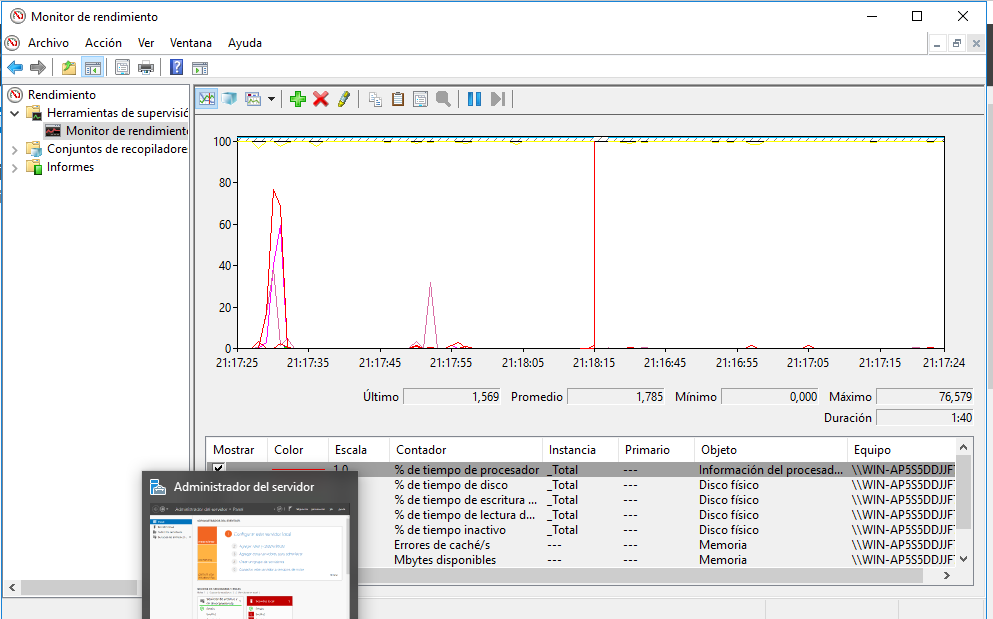 Monitor de rendimiento
Archivo Acción Ver Ventana Ayuda
Rendimiento
Herramientas de supervisió
Monitor de rendimiento
Conjuntos de recopiladore
Informes
100
80
60
40
20
0
21:17:25 21:17:35 21:17:45 21:17:55 21:18:05 21:18:15 21:16:45 21:16:55 21:17:05 21:17:15 21:17:24
Último 1,569 Promedio 1,785 Mínimo 0,000 Máximo 76,579
Duración 1:40
Mostrar Color Escala Contador Instancia Primario Objeto Equipo
1,0 % de tiempo de procesador _Total --- Información del procesad... \\WIN-AP5S5DDJJF
% de tiempo de disco _Total --- Disco físico \\WIN-AP5S5DDJJF
% de tiempo de escritura ... _Total --- Disco físico \\WIN-AP5S5DDJJF
% de tiempo de lectura d... _Total --- Disco físico \\WIN-AP5S5DDJJF
% de tiempo inactivo _Total --- Disco físico \\WIN-AP5S5DDJJF
Errores de caché/s --- --- Memoria \\WIN-AP5S5DDJJF
Mbytes disponibles --- --- Memoria \\WIN-AP5S5DDJJF
Administrador del servidor